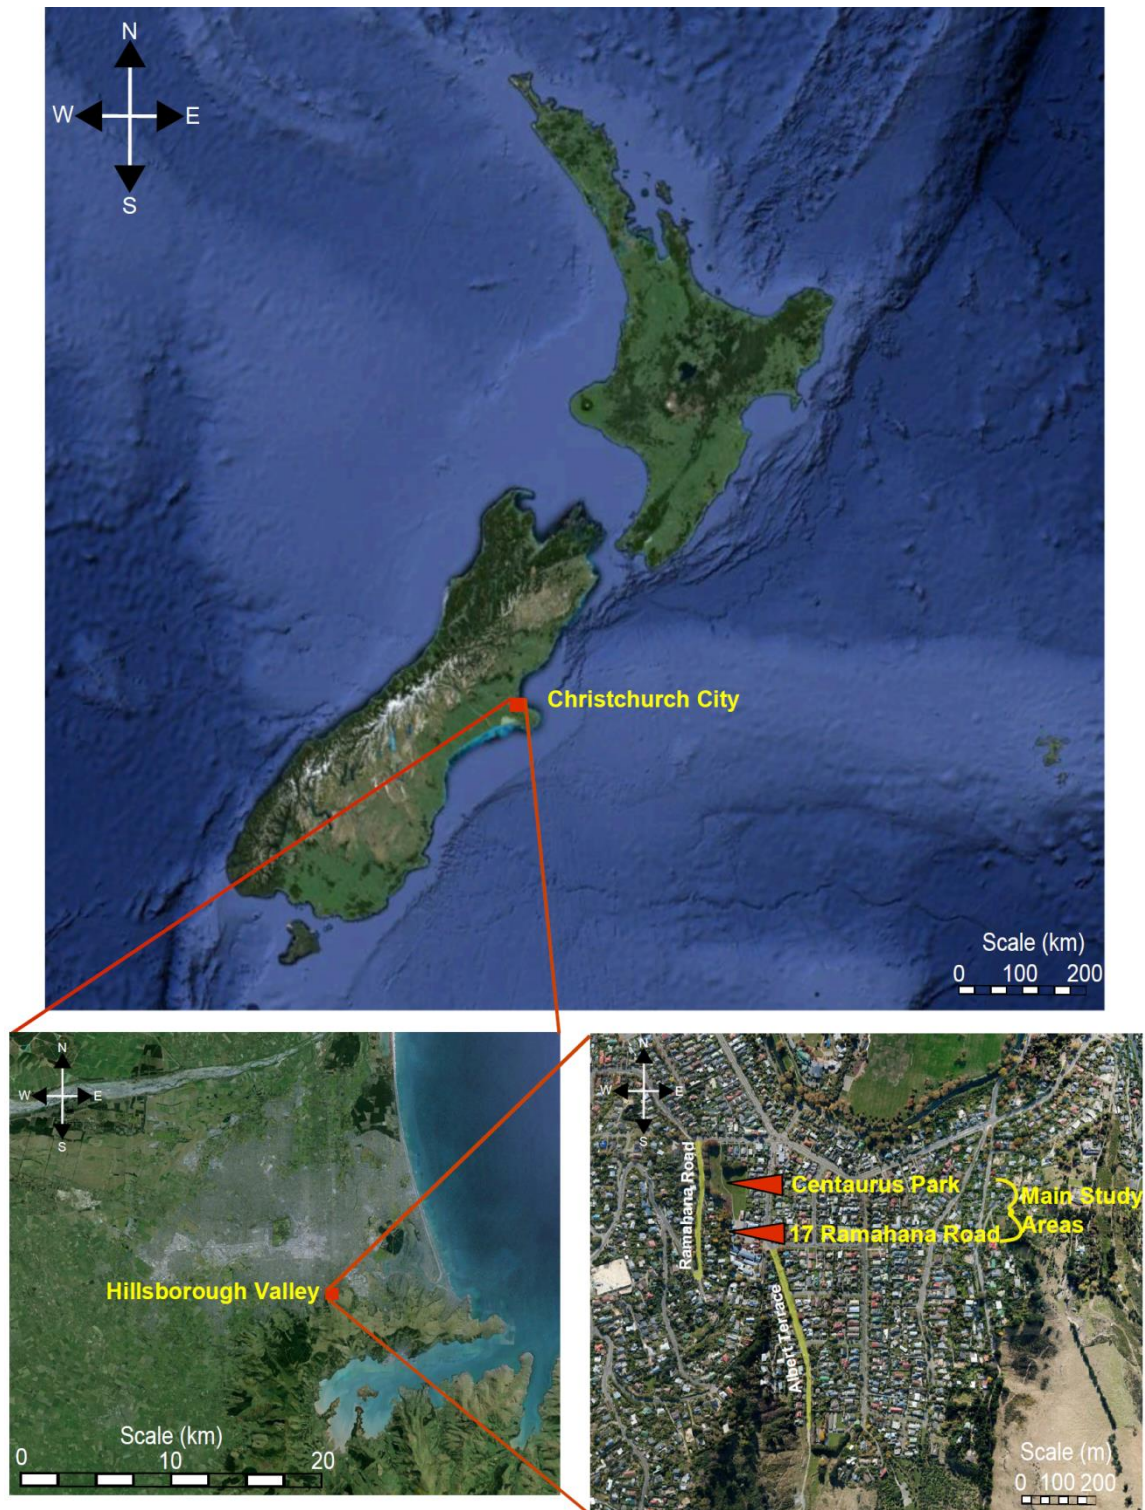 N
W E
S
Christchurch City
Scale (km)
0 100 200
N
W E
S
Hillsborough Valley
Scale (km)
0 10 20
N
W E
S
Ramahana Road
Centaurus Park
17 Ramahana Road
Main Study
Areas
Albert Terrace
Scale (m)
0 100 200